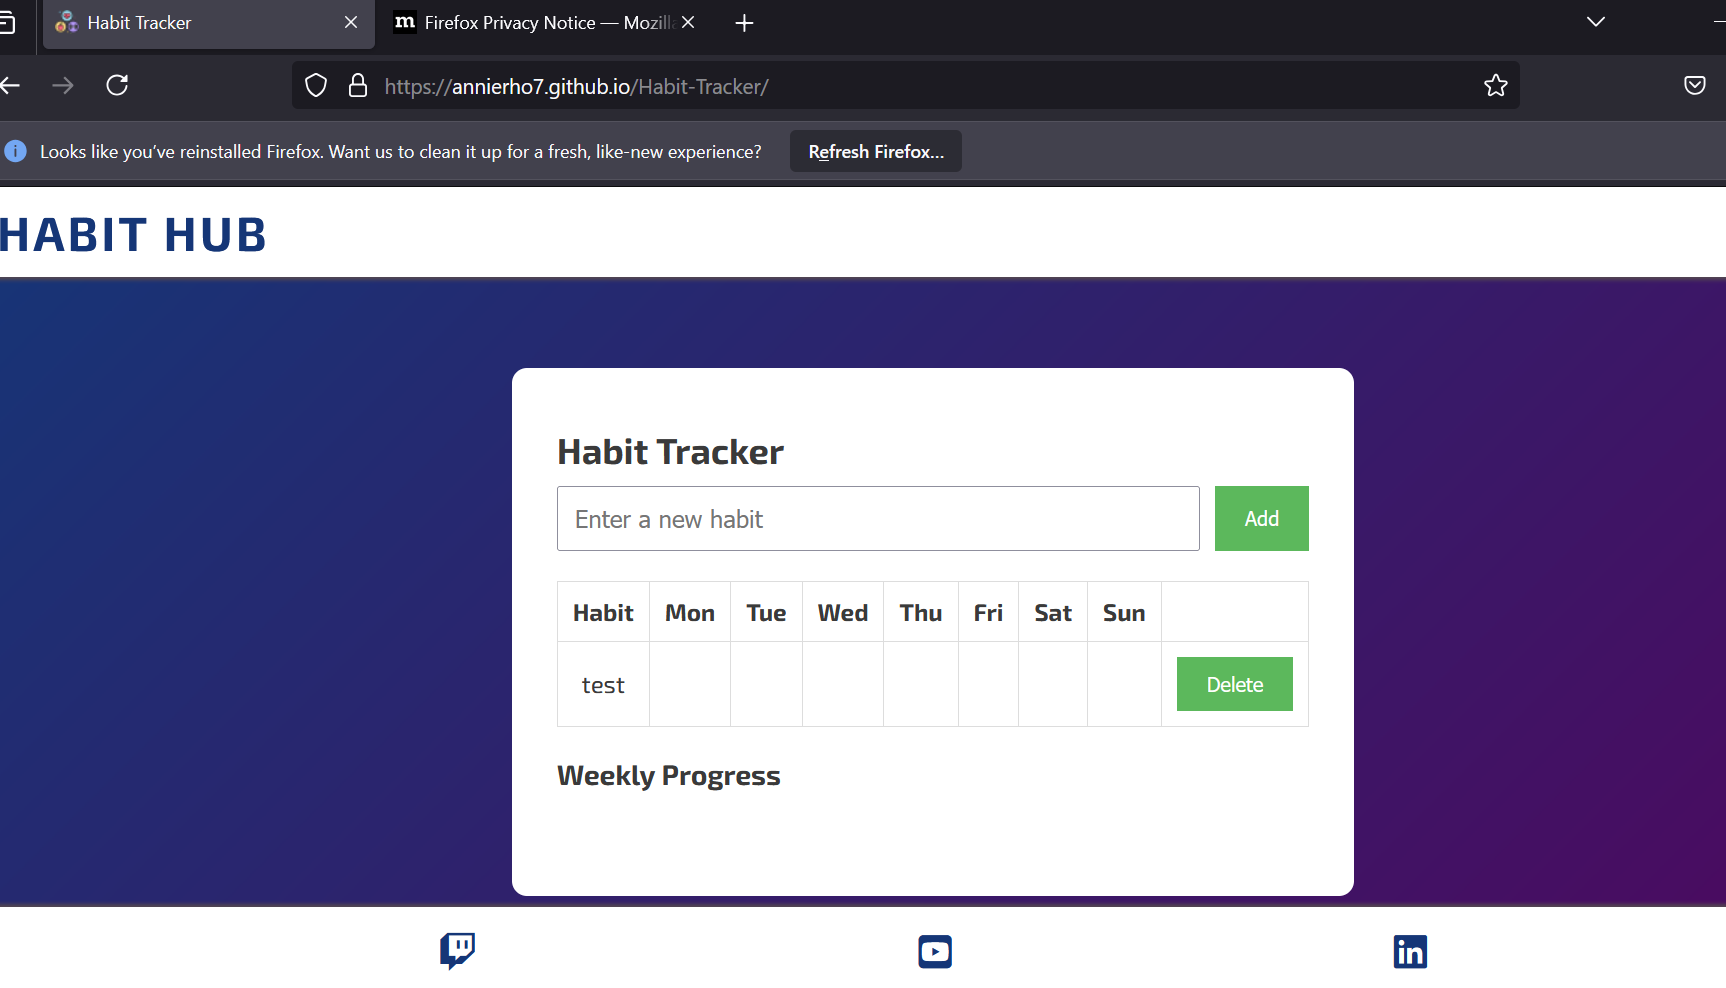 Habit Tracker
m Firefox Privacy Notice — Mozilla
https://annierho7.github.io/Habit-Tracker/
Looks like you've reinstalled Firefox. Want us to clean it up for a fresh, like-new experience? Refresh Firefox...
HABIT HUB
Habit Tracker
Enter a new habit Add
Habit Mon Tue Wed Thu Fri Sat Sun
test Delete
Weekly Progress
in